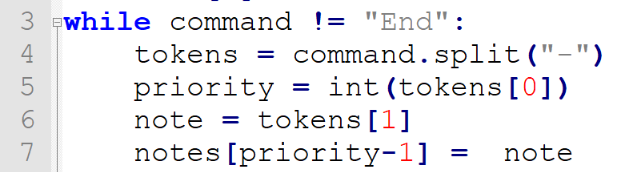 3 while command != "End":
4 tokens = command.split("-")
5 priority = int(tokens[0])
6 note = tokens[1]
7 notes[priority-1] = note